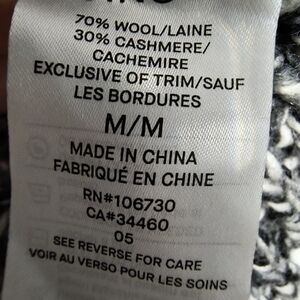 70% WOOL/LAINE
30% CASHMERE/
CACHEMIRE
EXCLUSIVE OF TRIM/SAUF
LES BORDURES
M/M
MADE IN CHINA
FABRIQUÉ EN CHINE
RN#106730
CA#34460
05
SEE REVERSE FOR CARE
VOIR AU VERSO POUR LES SOINS